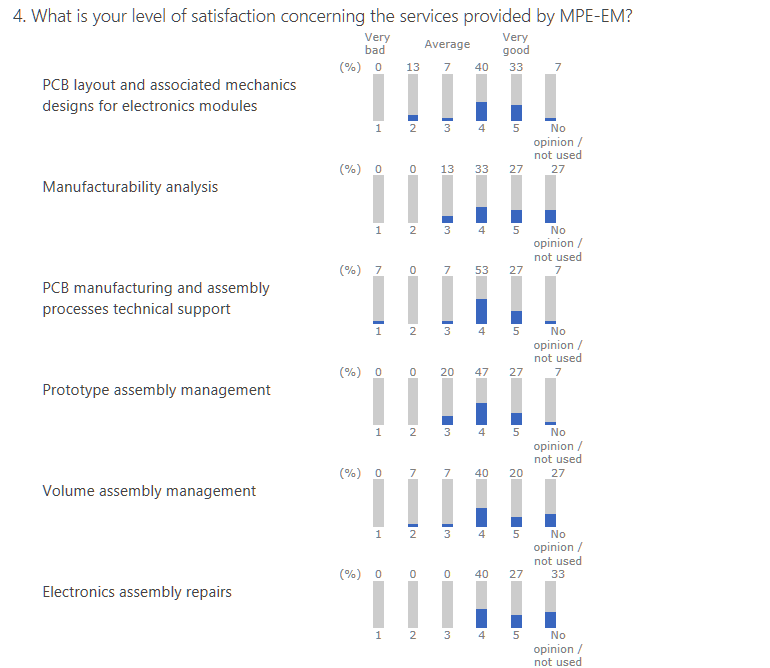 4. What is your level of satisfaction concerning the services provided by MPE-EM?
Very bad Average Very good
(%) 0 13 7 40 33 7
PCB layout and associated mechanics
designs for electronics modules
1 2 3 4 5 No opinion / not used
(%) 0 0 13 33 27 27
Manufacturability analysis
1 2 3 4 5 No opinion / not used
(%) 7 0 7 53 27 7
PCB manufacturing and assembly
processes technical support
1 2 3 4 5 No opinion / not used
(%) 0 0 20 47 27 7
Prototype assembly management
1 2 3 4 5 No opinion / not used
(%) 0 7 7 40 20 27
Volume assembly management
1 2 3 4 5 No opinion / not used
(%) 0 0 0 40 27 33
Electronics assembly repairs
1 2 3 4 5 No opinion / not used